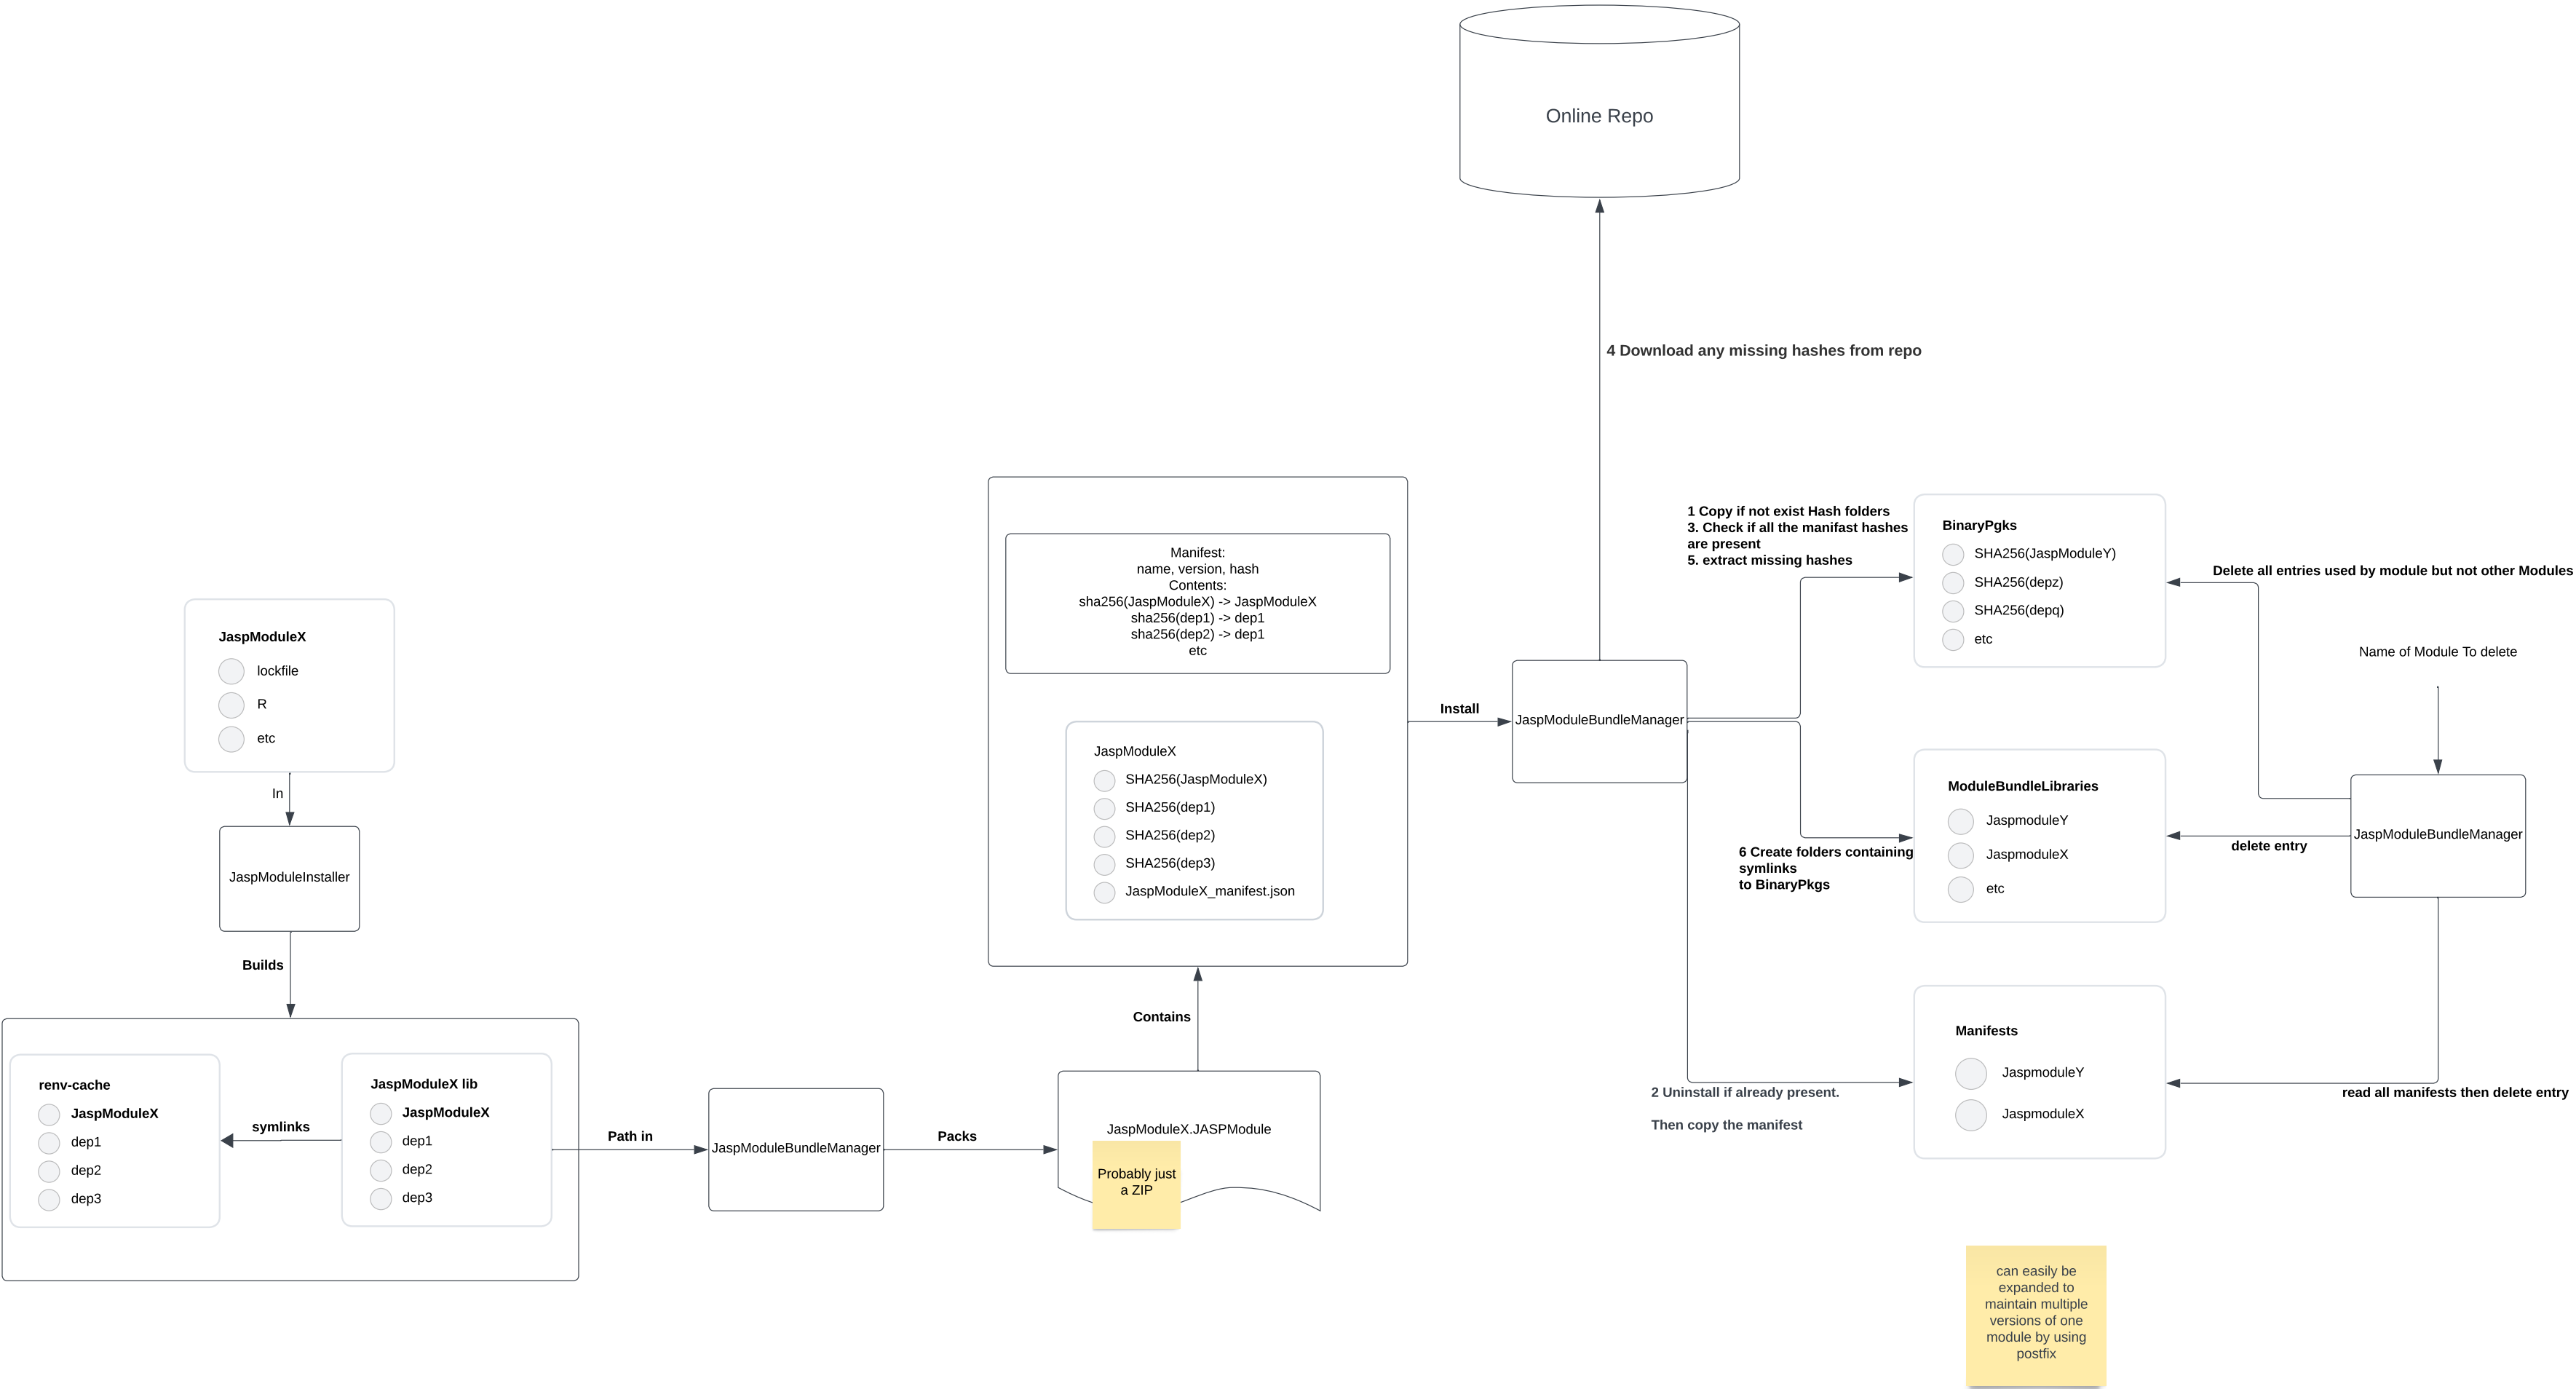 Online Repo
4 Download any missing hashes from repo
JaspModuleX
lockfile
R
etc
In
JaspModuleInstaller
Builds
renv-cache
JaspModuleX
dep1
dep2
dep3
symlinks
JaspModuleX lib
JaspModuleX
dep1
dep2
dep3
Path in
JaspModuleBundleManager
Packs
JaspModuleX.JASPModule
Probably just
a ZIP
Contains
Manifest:
name, version, hash
Contents:
sha256(JaspModuleX) -> JaspModuleX
sha256(dep1) -> dep1
sha256(dep2) -> dep1
etc
JaspModuleX
SHA256(JaspModuleX)
SHA256(dep1)
SHA256(dep2)
SHA256(dep3)
JaspModuleX_manifest.json
Install
JaspModuleBundleManager
1 Copy if not exist Hash folders
3. Check if all the manifast hashes
are present
5. extract missing hashes
6 Create folders containing
symlinks
to BinaryPkgs
2 Uninstall if already present.
Then copy the manifest
BinaryPgks
SHA256(JaspModuleY)
SHA256(depz)
SHA256(depq)
etc
ModuleBundleLibraries
JaspmoduleY
JaspmoduleX
etc
Manifests
JaspmoduleY
JaspmoduleX
Delete all entries used by module but not other Modules
Name of Module To delete
JaspModuleBundleManager
delete entry
read all manifests then delete entry
can easily be
expanded to
maintain multiple
versions of one
module by using
postfix